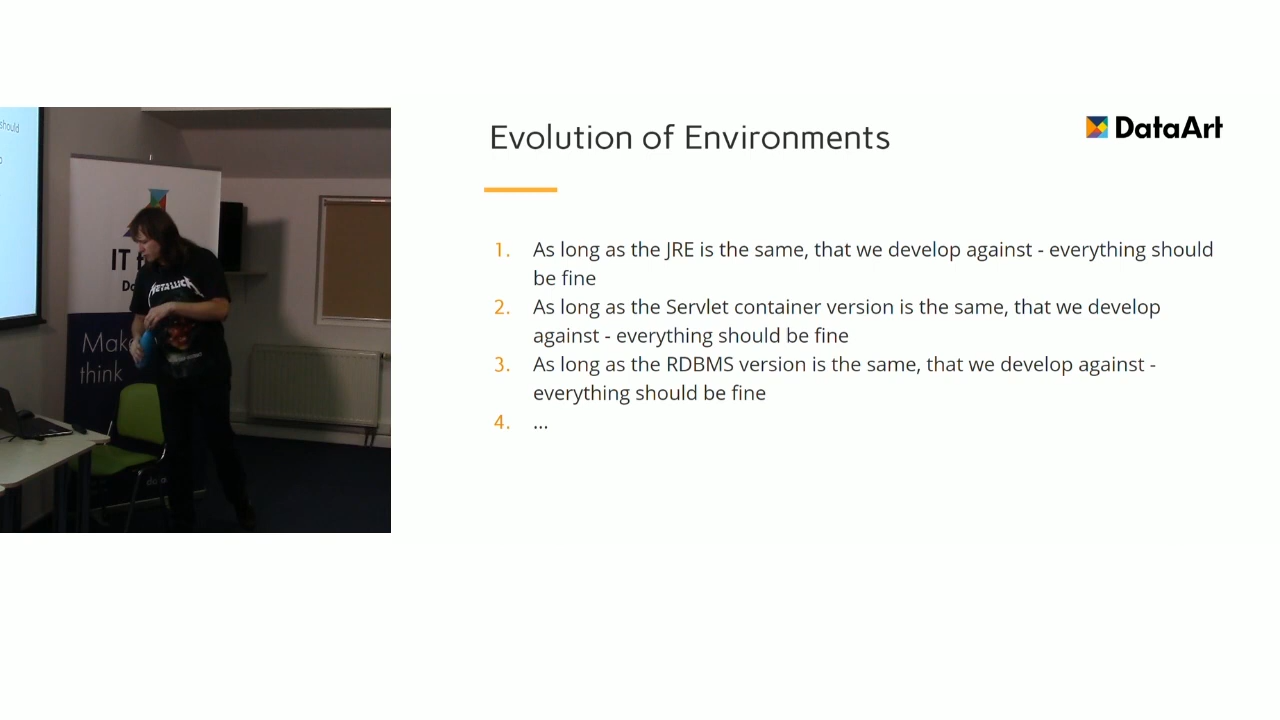 Evolution of Environments
DataArt
1. As long as the JRE is the same, that we develop against - everything should
be fine
2. As long as the Servlet container version is the same, that we develop
against - everything should be fine
3. As long as the RDBMS version is the same, that we develop against -
everything should be fine
4. ...
should
IT
METALLICA
Make
think